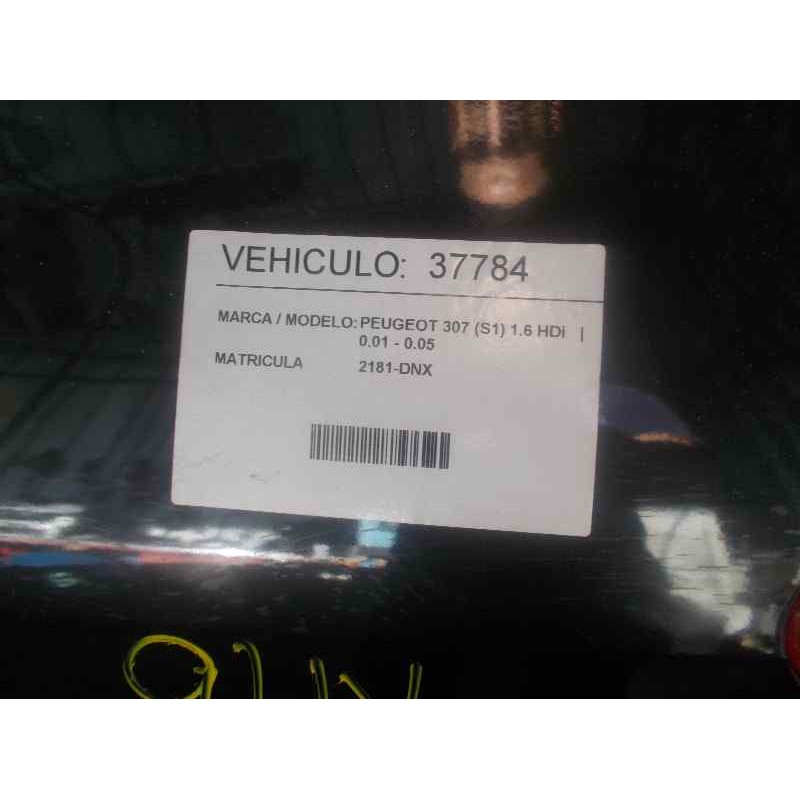 VEHICULO: 37784
MARCA / MODELO: PEUGEOT 307 (S1) 1.6 HDi |
0.01 - 0.05
MATRICULA 2181-DNX